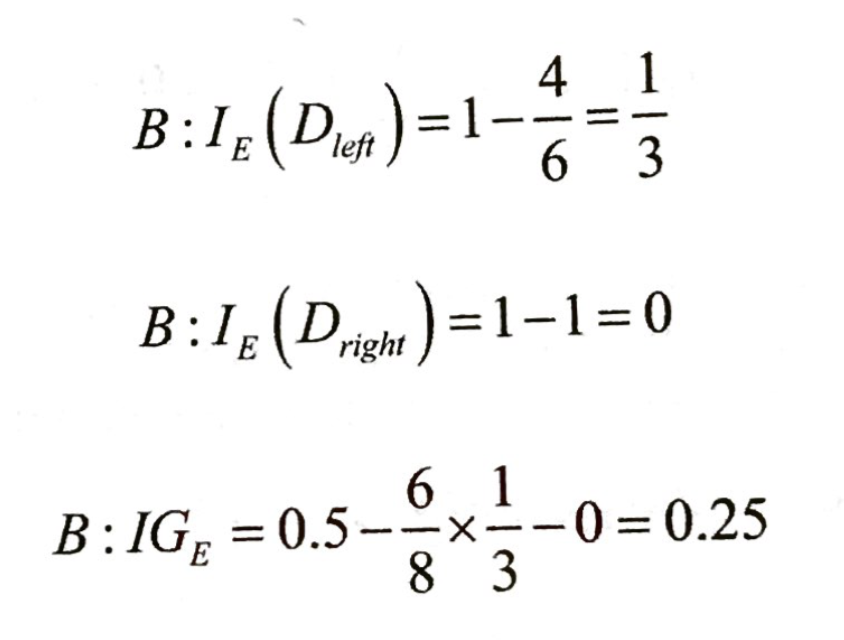 B : I_E (D_left) = 1 − 4/6 = 1/3
B : I_E (D_right) = 1 − 1 = 0
B : IG_E = 0.5 − 6/8 × 1/3 − 0 = 0.25